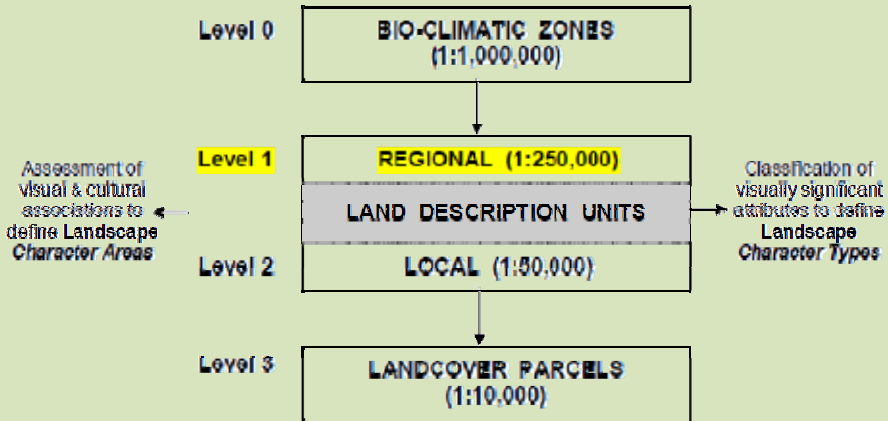 Level 0
BIO-CLIMATIC ZONES
(1:1,000,000)
Level 1
REGIONAL (1:250,000)
Assessment of
visual & cultural
associations to
define Landscape
Character Areas
LAND DESCRIPTION UNITS
Classfication of
visually significant
attributes to define
Landscape
Character Types
Level 2
LOCAL (1:50,000)
Level 3
LANDCOVER PARCELS
(1:10,000)